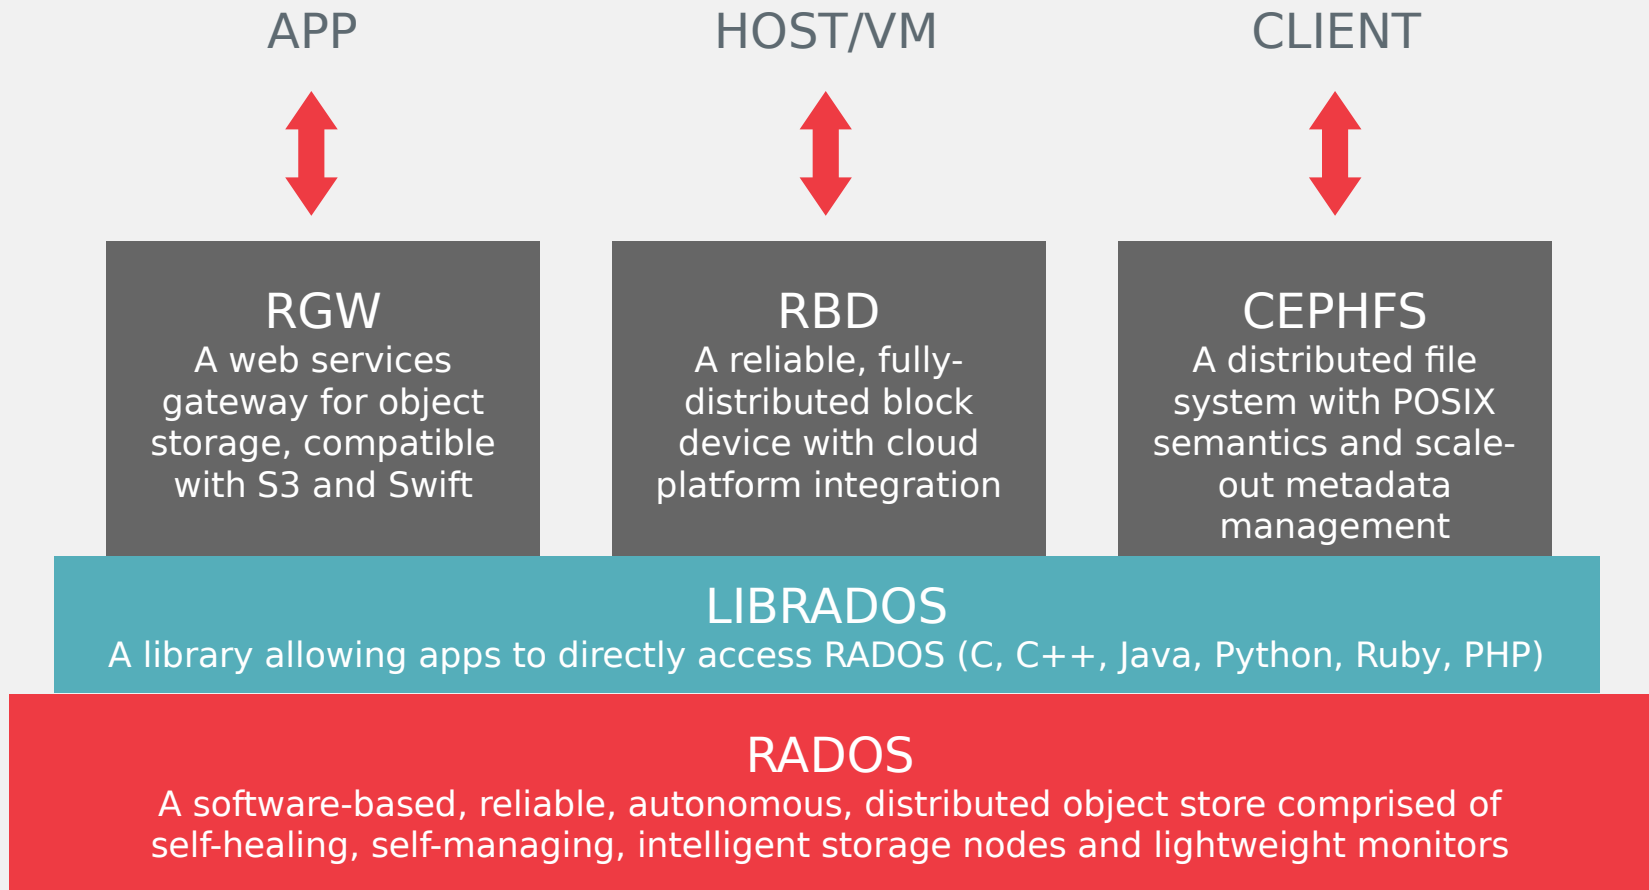 APP
HOST/VM
CLIENT
RGW
A web services
gateway for object
storage, compatible
with S3 and Swift
RBD
A reliable, fully-
distributed block
device with cloud
platform integration
CEPHFS
A distributed file
system with POSIX
semantics and scale-
out metadata
management
LIBRADOS
A library allowing apps to directly access RADOS (C, C++, Java, Python, Ruby, PHP)
RADOS
A software-based, reliable, autonomous, distributed object store comprised of
self-healing, self-managing, intelligent storage nodes and lightweight monitors